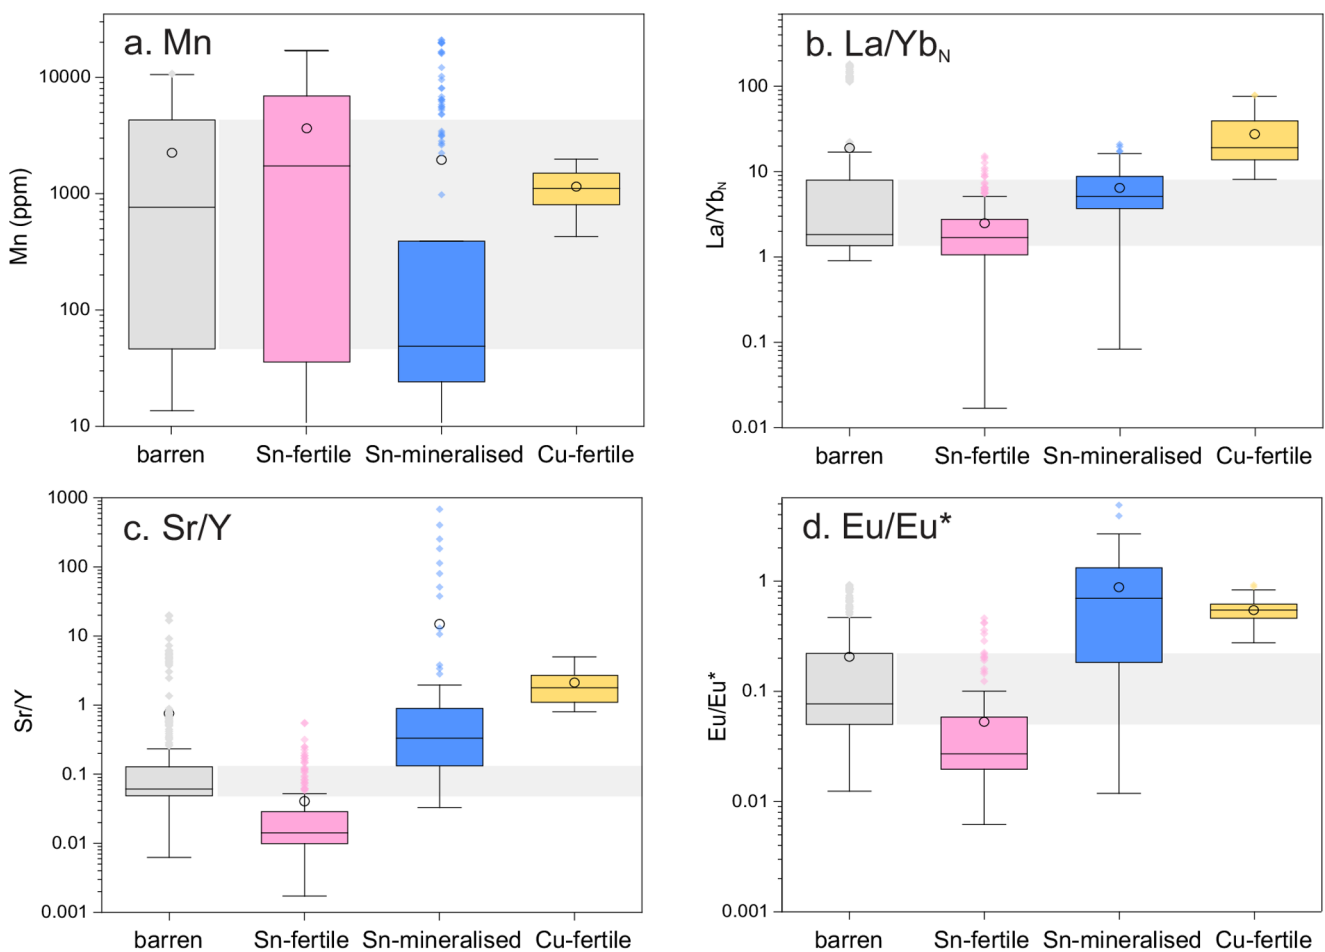 a. Mn
Mn (ppm)
10000
1000
100
10
barren Sn-fertile Sn-mineralised Cu-fertile
b. La/YbN
La/YbN
100
10
1
0.1
0.01
barren Sn-fertile Sn-mineralised Cu-fertile
c. Sr/Y
Sr/Y
1000
100
10
1
0.1
0.01
0.001
barren Sn-fertile Sn-mineralised Cu-fertile
d. Eu/Eu*
Eu/Eu*
1
0.1
0.01
0.001
barren Sn-fertile Sn-mineralised Cu-fertile